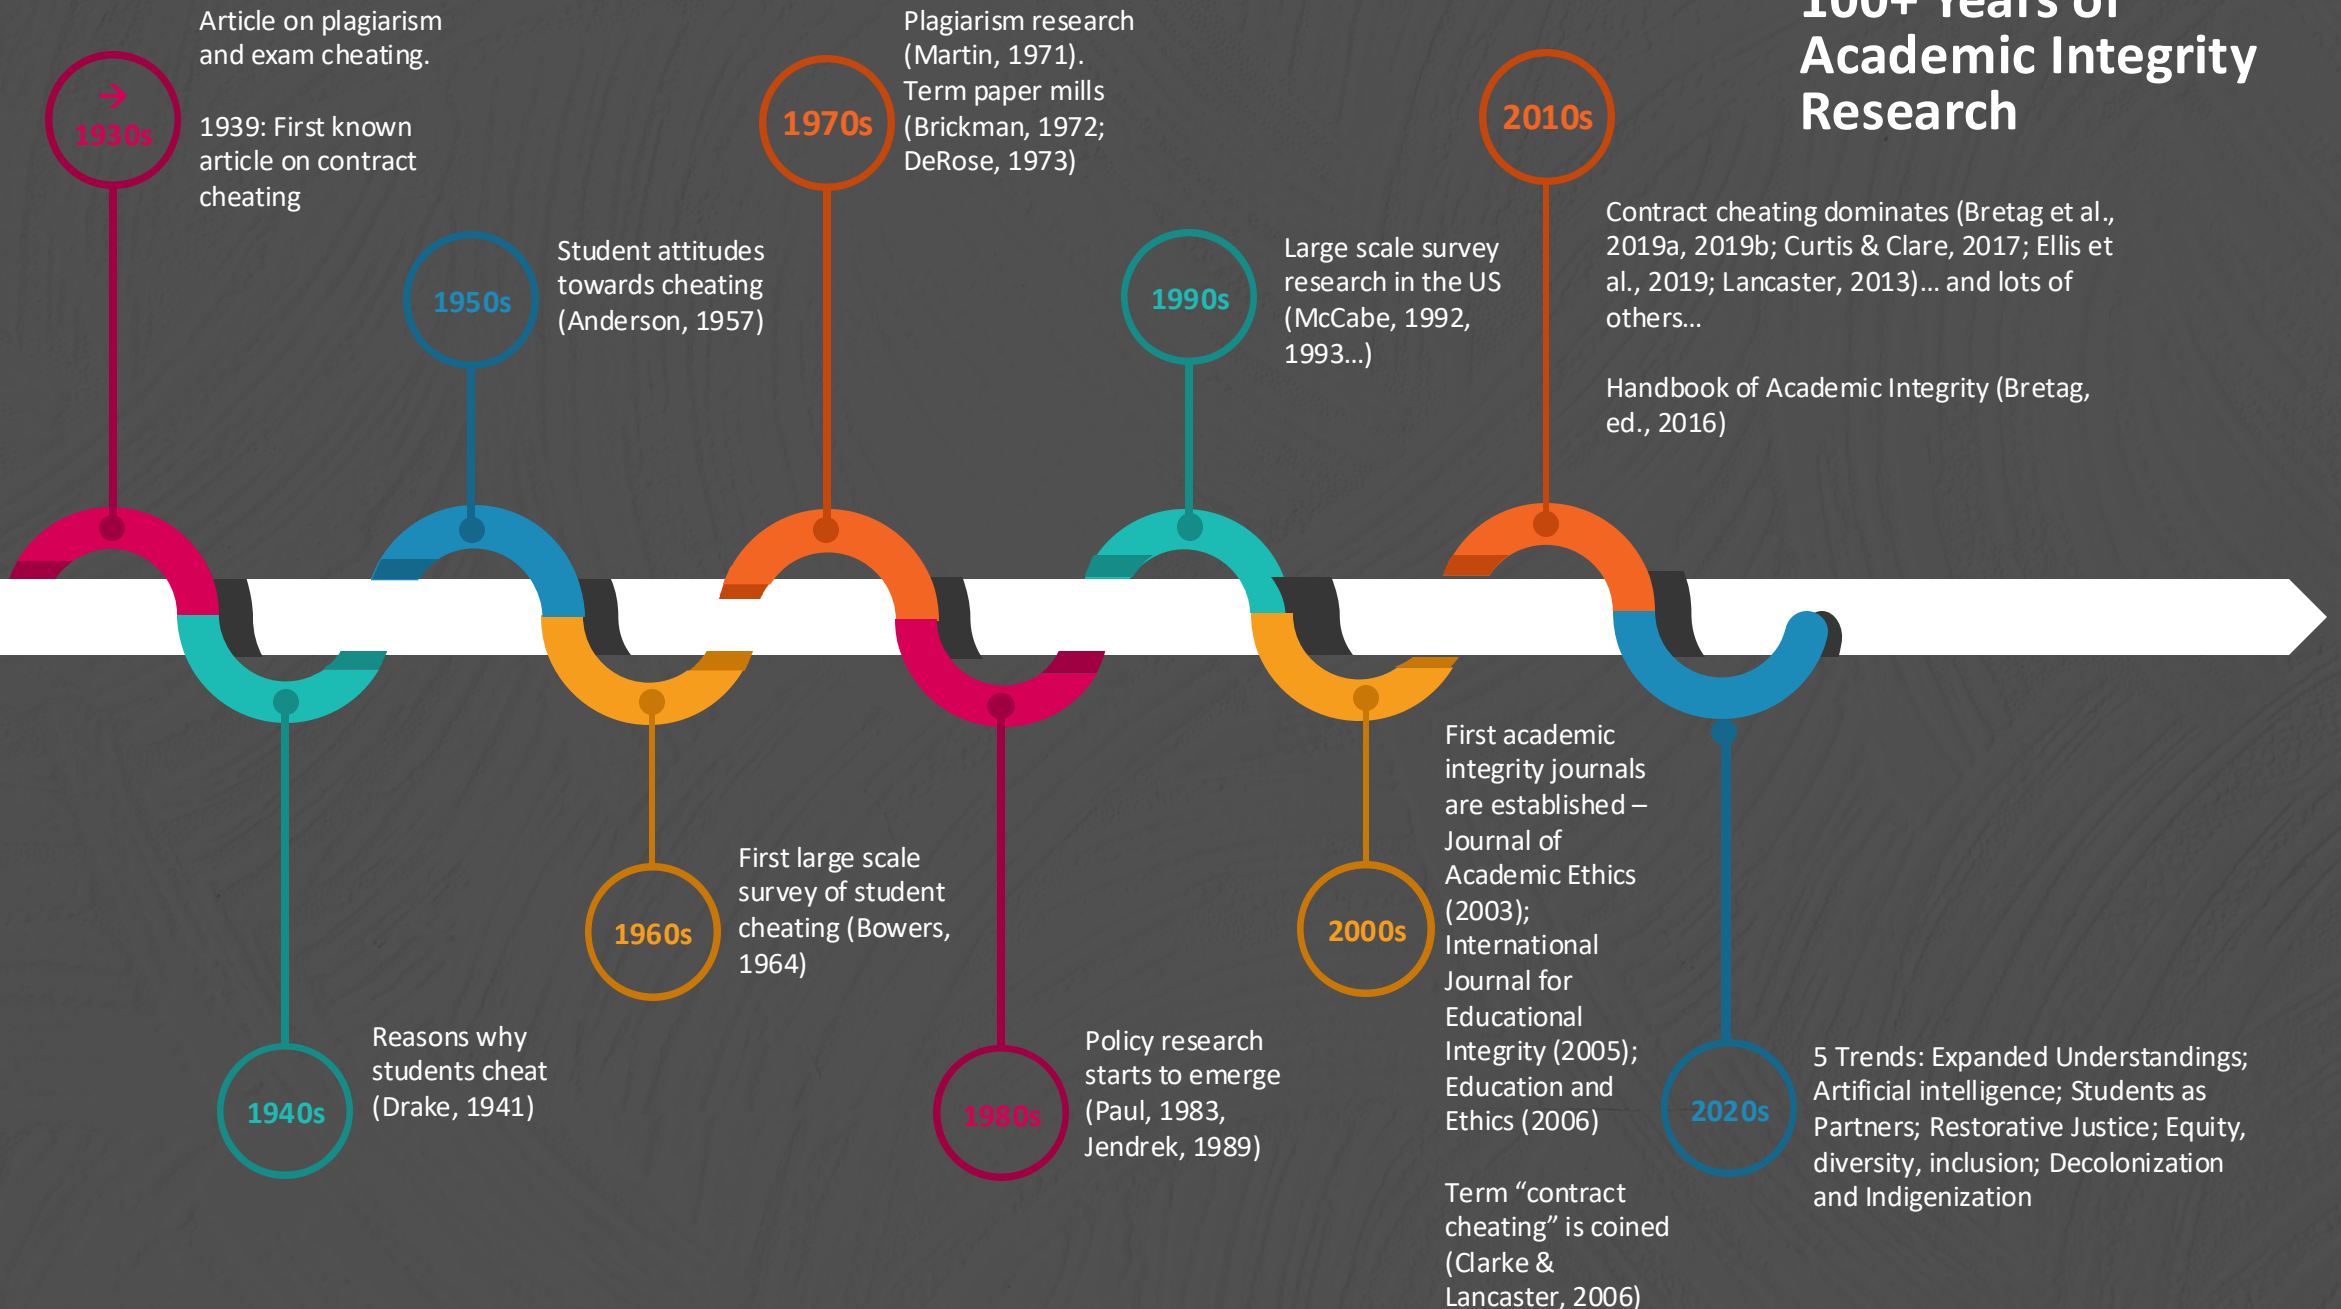 100+ Years of
Academic Integrity
Research
→
1930s
Article on plagiarism
and exam cheating.
1939: First known
article on contract
cheating
1940s
Reasons why
students cheat
(Drake, 1941)
1950s
Student attitudes
towards cheating
(Anderson, 1957)
1960s
First large scale
survey of student
cheating (Bowers,
1964)
1970s
Plagiarism research
(Martin, 1971).
Term paper mills
(Brickman, 1972;
DeRose, 1973)
1980s
Policy research
starts to emerge
(Paul, 1983,
Jendrek, 1989)
1990s
Large scale survey
research in the US
(McCabe, 1992,
1993...)
2000s
First academic
integrity journals
are established –
Journal of
Academic Ethics
(2003);
International
Journal for
Educational
Integrity (2005);
Education and
Ethics (2006)
Term “contract
cheating” is coined
(Clarke &
Lancaster, 2006)
2010s
Contract cheating dominates (Bretag et al.,
2019a, 2019b; Curtis & Clare, 2017; Ellis et
al., 2019; Lancaster, 2013)... and lots of
others...
Handbook of Academic Integrity (Bretag,
ed., 2016)
2020s
5 Trends: Expanded Understandings;
Artificial intelligence; Students as
Partners; Restorative Justice; Equity,
diversity, inclusion; Decolonization
and Indigenization